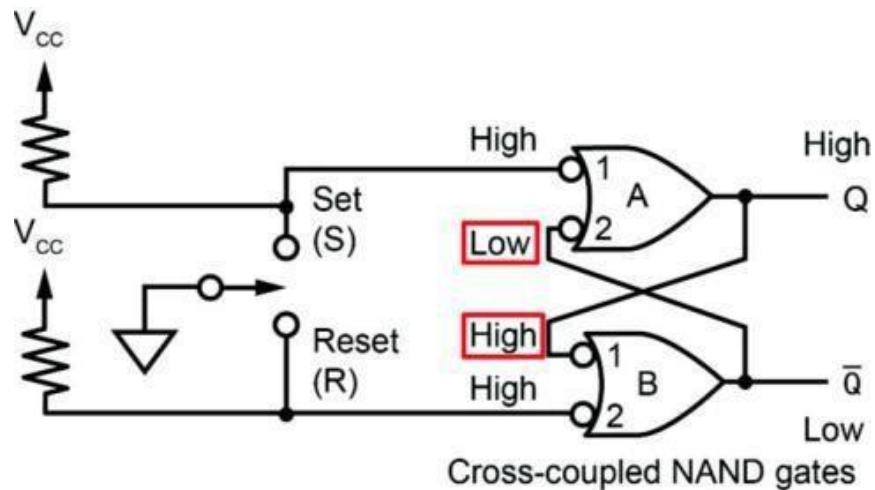 VCC
High
High
1
A
Set
(S)
2
Q
Low
VCC
High
1
Reset
(R)
High
B
2
Q̅
Low
Cross-coupled NAND gates